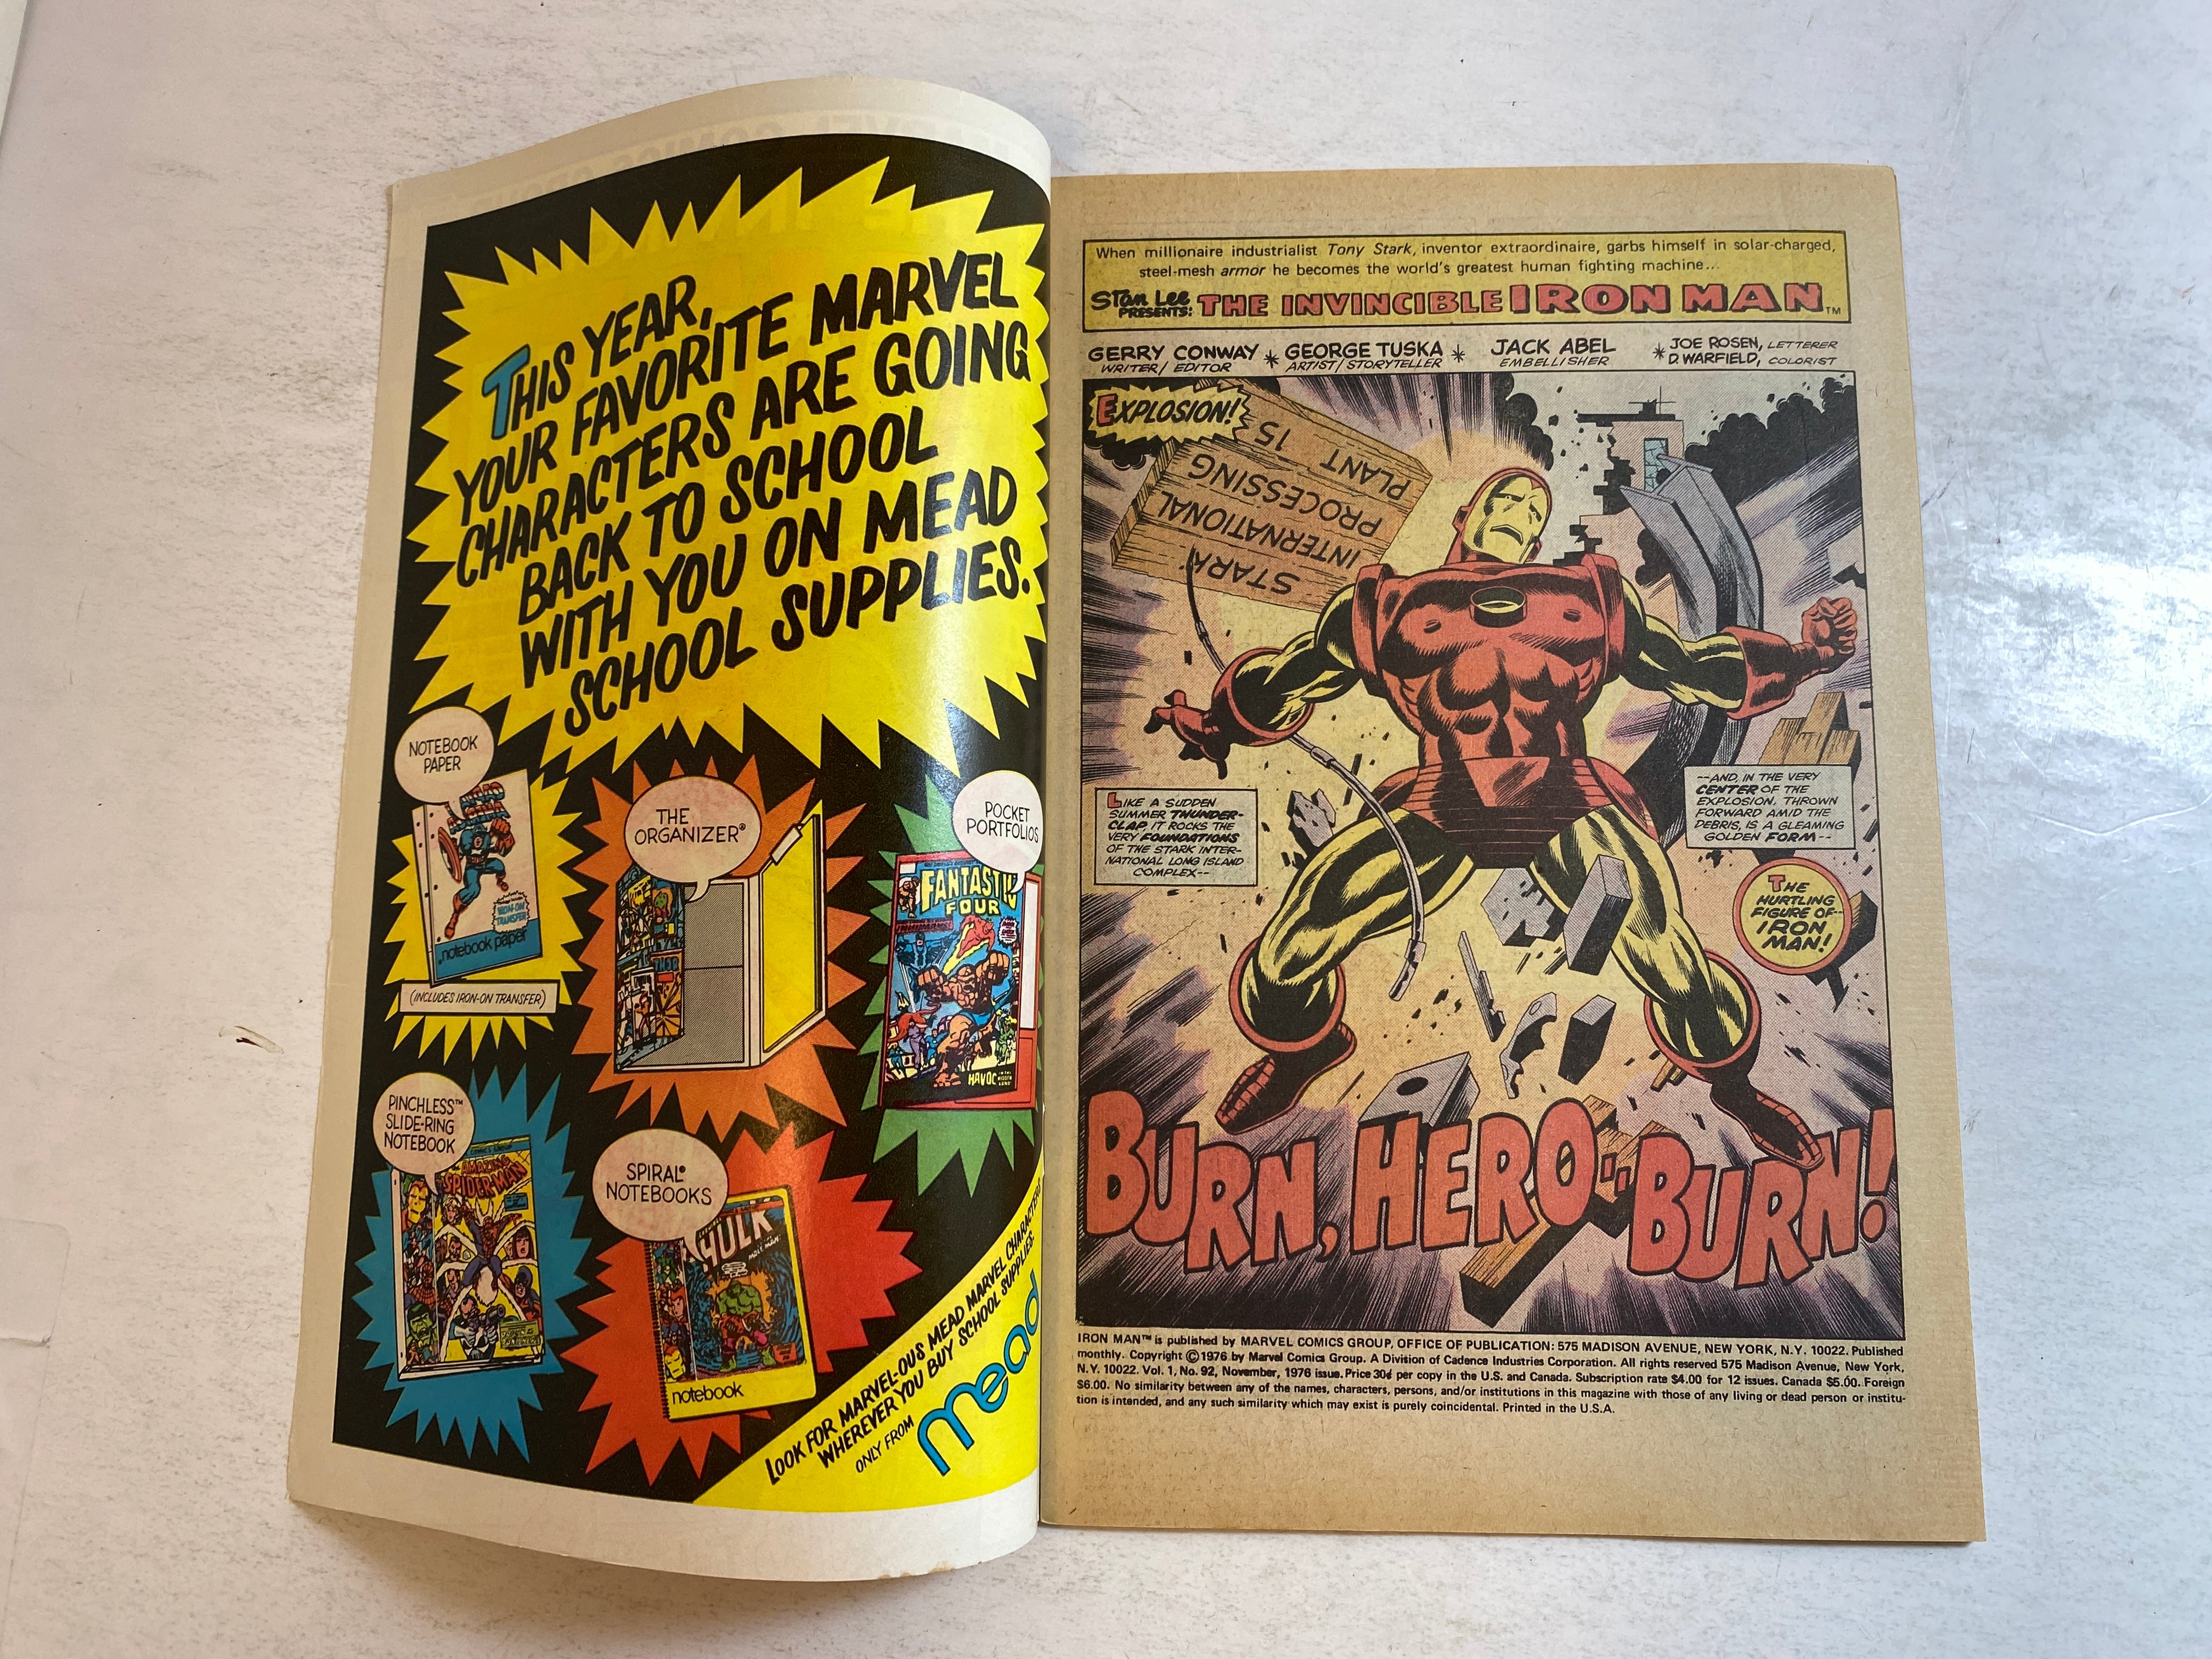 THIS YEAR,
YOUR FAVORITE MARVEL
CHARACTERS ARE GOING
BACK TO SCHOOL
WITH YOU ON MEAD
SCHOOL SUPPLIES.
NOTEBOOK
PAPER
notebook paper
IRON-ON
TRANSFER
(INCLUDES IRON-ON TRANSFER)
THE
ORGANIZER®
POCKET
PORTFOLIOS
FANTASTIC
FOUR
HAVOC
PINCHLESS™
SLIDE-RING
NOTEBOOK
AMAZING
SPIDER-MAN
SPIRAL®
NOTEBOOKS
HULK
notebook
LOOK FOR MARVEL-OUS MEAD MARVEL CHARACTERS
WHEREVER YOU BUY SCHOOL SUPPLIES.
ONLY FROM
mead
When millionaire industrialist Tony Stark, inventor extraordinaire, garbs himself in solar-charged,
steel-mesh armor he becomes the world's greatest human fighting machine...
Stan Lee
PRESENTS: THE INVINCIBLE IRON MAN™
GERRY CONWAY * GEORGE TUSKA * JACK ABEL * JOE ROSEN, LETTERER
WRITER/EDITOR ARTIST/STORYTELLER EMBELLISHER D. WARFIELD, COLORIST
EXPLOSION!
STARK
INTERNATIONAL
PROCESSING
PLANT 15
LIKE A SUDDEN
SUMMER THUNDER-
CLAP, IT ROCKS THE
VERY FOUNDATIONS
OF THE STARK INTER-
NATIONAL LONG ISLAND
COMPLEX--
--AND, IN THE VERY
CENTER OF THE
EXPLOSION, THROWN
FORWARD AMID THE
DEBRIS, IS A GLEAMING
GOLDEN FORM--
THE
HURTLING
FIGURE OF--
IRON
MAN!
BURN, HERO--BURN!
IRON MAN™ is published by MARVEL COMICS GROUP, OFFICE OF PUBLICATION: 575 MADISON AVENUE, NEW YORK, N.Y. 10022. Published
monthly. Copyright ©1976 by Marvel Comics Group. A Division of Cadence Industries Corporation. All rights reserved 575 Madison Avenue, New York,
N.Y. 10022. Vol. 1, No. 92, November, 1976 issue. Price 30¢ per copy in the U.S. and Canada. Subscription rate $4.00 for 12 issues. Canada $5.00. Foreign
$6.00. No similarity between any of the names, characters, persons, and/or institutions in this magazine with those of any living or dead person or institu-
tion is intended, and any such similarity which may exist is purely coincidental. Printed in the U.S.A.